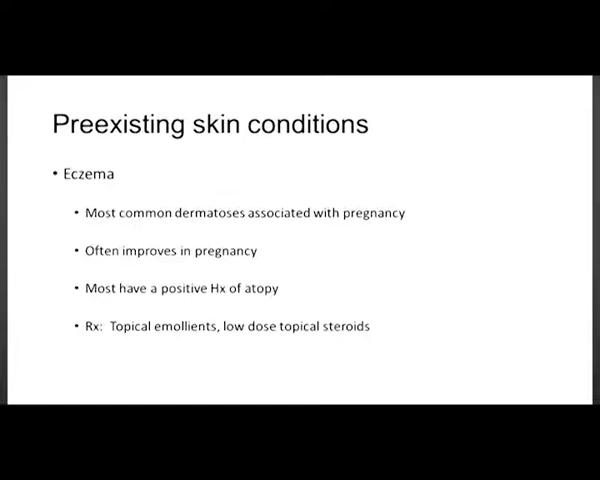 Preexisting skin conditions
• Eczema
• Most common dermatoses associated with pregnancy
• Often improves in pregnancy
• Most have a positive Hx of atopy
• Rx: Topical emollients, low dose topical steroids